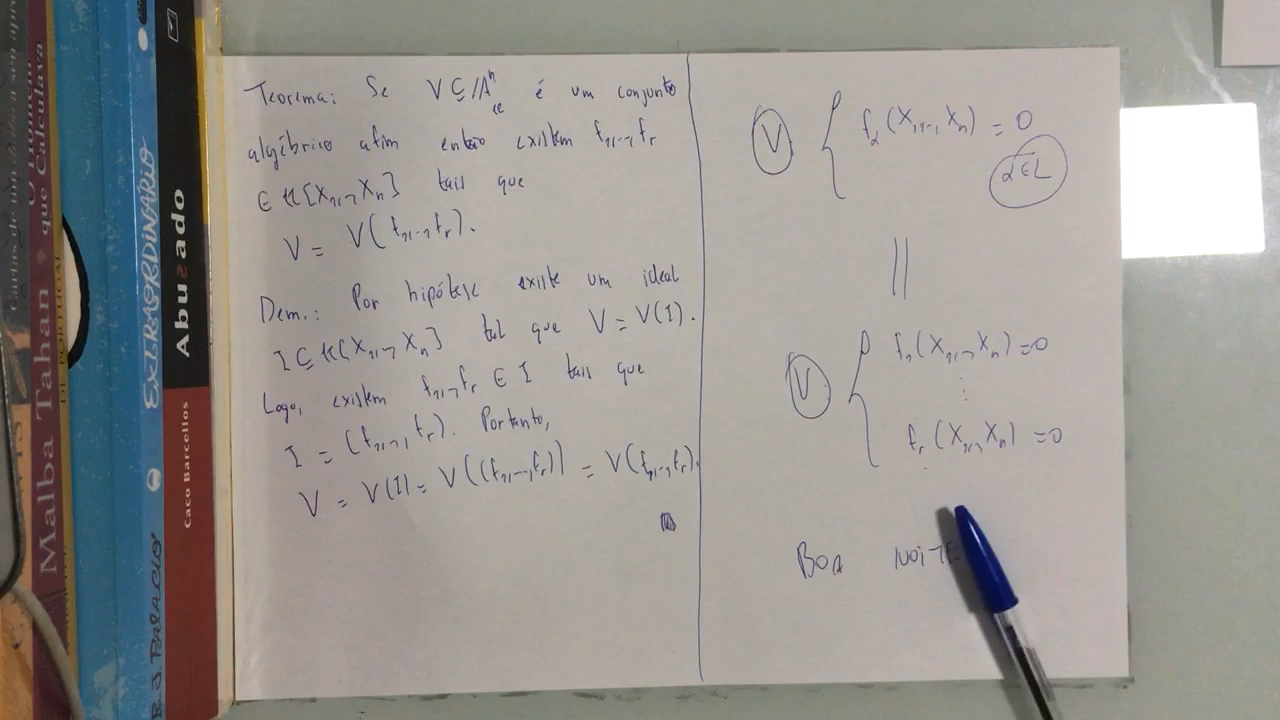 Teorema: Se V ⊆ 𝔸ⁿ_𝕂 é um conjunto
algébrico afim então existem f₁,...,fᵣ
∈ 𝕂[X₁,...,Xₙ] tais que
V = V(f₁,...,fᵣ).
Dem.: Por hipótese existe um ideal
I ⊆ 𝕂[X₁,...,Xₙ] tal que V = V(I).
Logo, existem f₁,...,fᵣ ∈ I tais que
I = (f₁,...,fᵣ). Portanto,
V = V(I) = V((f₁,...,fᵣ)) = V(f₁,...,fᵣ).
V { f_α(X₁,...,Xₙ) = 0
α ∈ L
||
V { f₁(X₁,...,Xₙ) = 0
⋮
fᵣ(X₁,...,Xₙ) = 0
BOA NOITE
que Calculava
Malba Tahan
DE PORTUGAL
EXTRAORDINÁRIO
R. J. PALACIO
Abusado
Caco Barcellos